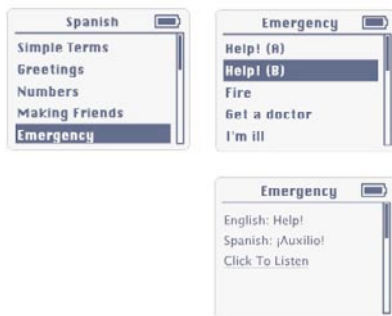 Spanish
Simple Terms
Greetings
Numbers
Making Friends
Emergency
Emergency
Help! (A)
Help! (B)
Fire
Get a doctor
I'm ill
Emergency
English: Help!
Spanish: ¡Auxilio!
Click To Listen